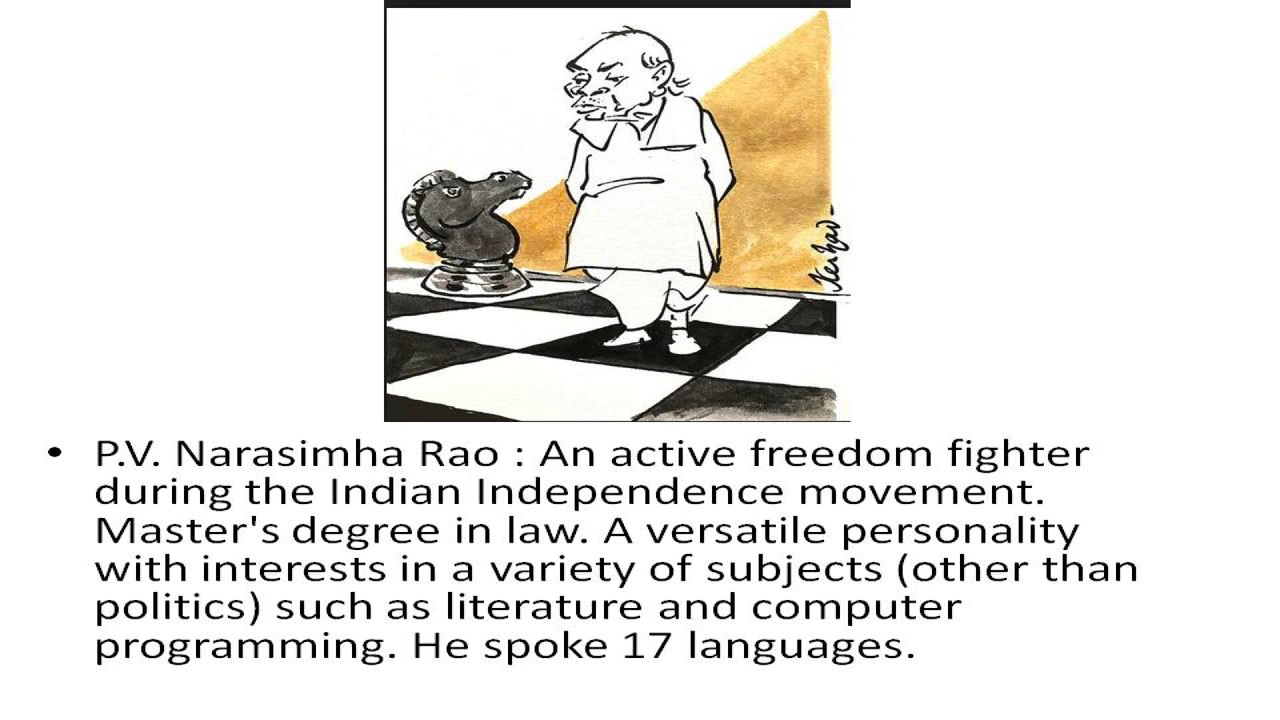 Keshav
• P.V. Narasimha Rao : An active freedom fighter
during the Indian Independence movement.
Master's degree in law. A versatile personality
with interests in a variety of subjects (other than
politics) such as literature and computer
programming. He spoke 17 languages.